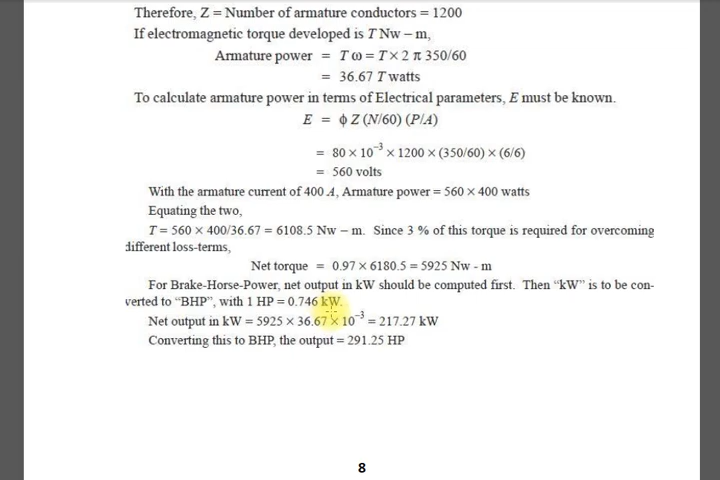 Therefore, Z = Number of armature conductors = 1200
If electromagnetic torque developed is T Nw – m,
Armature power = T ω = T × 2 π 350/60
= 36.67 T watts
To calculate armature power in terms of Electrical parameters, E must be known.
E = ϕ Z (N/60) (P/A)
= 80 × 10⁻³ × 1200 × (350/60) × (6/6)
= 560 volts
With the armature current of 400 A, Armature power = 560 × 400 watts
Equating the two,
T = 560 × 400/36.67 = 6108.5 Nw – m. Since 3 % of this torque is required for overcoming
different loss-terms,
Net torque = 0.97 × 6180.5 = 5925 Nw - m
For Brake-Horse-Power, net output in kW should be computed first. Then “kW” is to be con-
verted to “BHP”, with 1 HP = 0.746 kW.
Net output in kW = 5925 × 36.67 × 10⁻³ = 217.27 kW
Converting this to BHP, the output = 291.25 HP
8